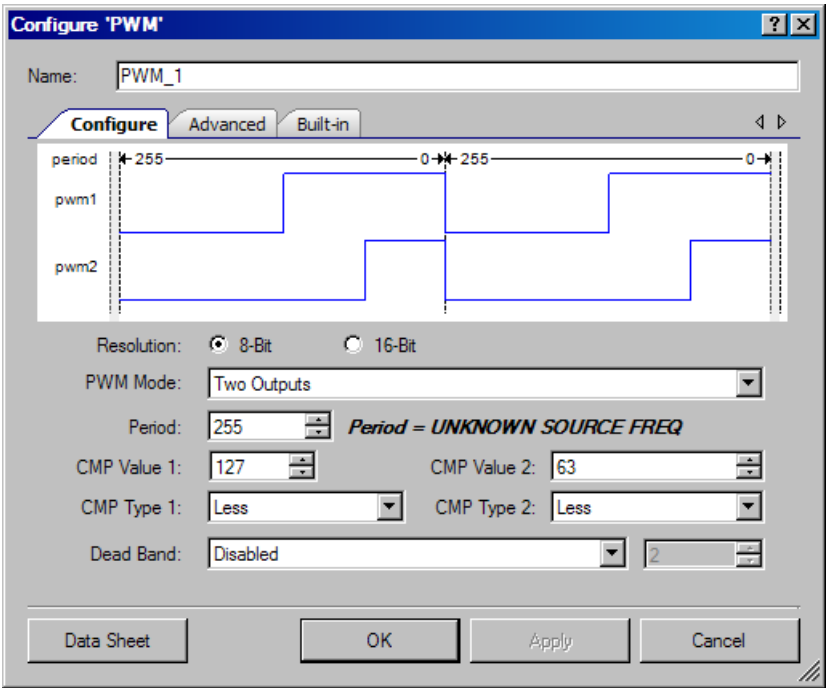 Configure 'PWM'
Name: PWM_1
Configure Advanced Built-in
period 255 0 255 0
pwm1
pwm2
Resolution: 8-Bit 16-Bit
PWM Mode: Two Outputs
Period: 255 Period = UNKNOWN SOURCE FREQ
CMP Value 1: 127 CMP Value 2: 63
CMP Type 1: Less CMP Type 2: Less
Dead Band: Disabled 2
Data Sheet OK Apply Cancel